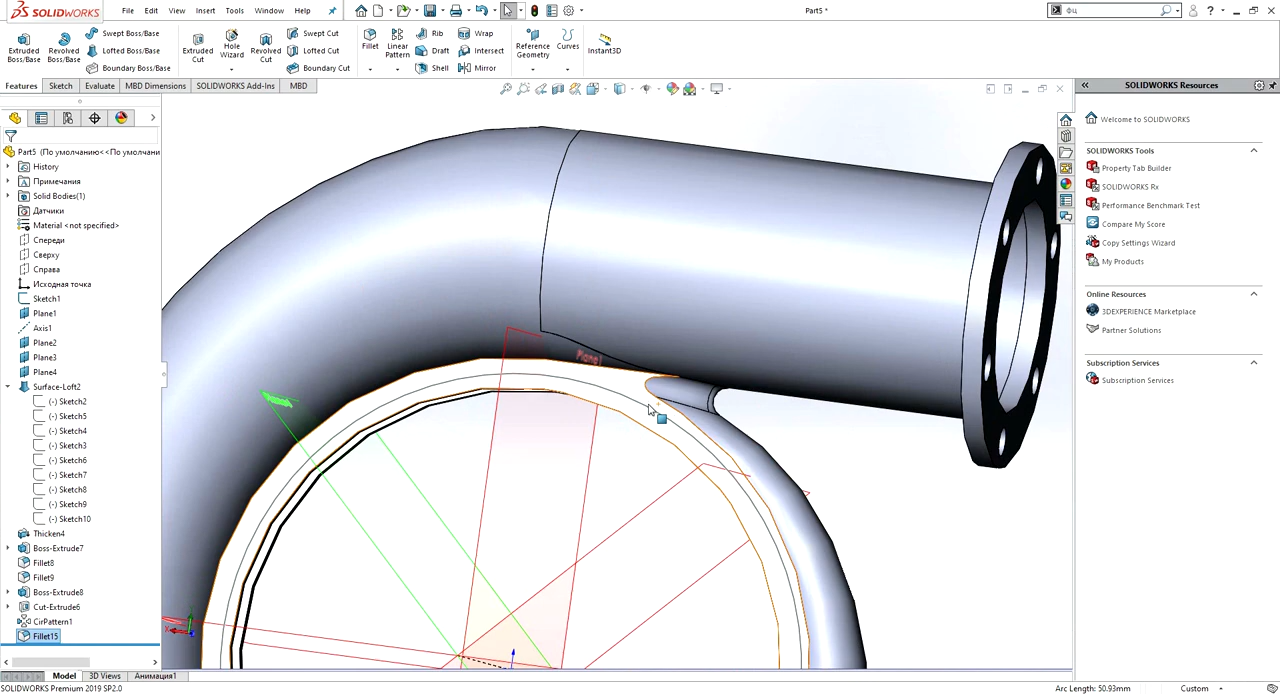 SOLIDWORKS
File Edit View Insert Tools Window Help
Part5 *
фц
Extruded Boss/Base
Revolved Boss/Base
Swept Boss/Base
Lofted Boss/Base
Boundary Boss/Base
Extruded Cut
Hole Wizard
Revolved Cut
Swept Cut
Lofted Cut
Boundary Cut
Fillet
Linear Pattern
Rib
Draft
Shell
Wrap
Intersect
Mirror
Reference Geometry
Curves
Instant3D
Features Sketch Evaluate MBD Dimensions SOLIDWORKS Add-Ins MBD
Part5 (По умолчанию<<По умолчани
History
Примечания
Solid Bodies(1)
Датчики
Material <not specified>
Спереди
Сверху
Справа
Исходная точка
Sketch1
Plane1
Axis1
Plane2
Plane3
Plane4
Surface-Loft2
(-) Sketch2
(-) Sketch5
(-) Sketch4
(-) Sketch3
(-) Sketch6
(-) Sketch7
(-) Sketch8
(-) Sketch9
(-) Sketch10
Thicken4
Boss-Extrude7
Fillet8
Fillet9
Boss-Extrude8
Cut-Extrude6
CirPattern1
Fillet15
SOLIDWORKS Resources
Welcome to SOLIDWORKS
SOLIDWORKS Tools
Property Tab Builder
SOLIDWORKS Rx
Performance Benchmark Test
Compare My Score
Copy Settings Wizard
My Products
Online Resources
3DEXPERIENCE Marketplace
Partner Solutions
Subscription Services
Subscription Services
Model 3D Views Анимация1
SOLIDWORKS Premium 2019 SP2.0
Arc Length: 50.93mm
Custom